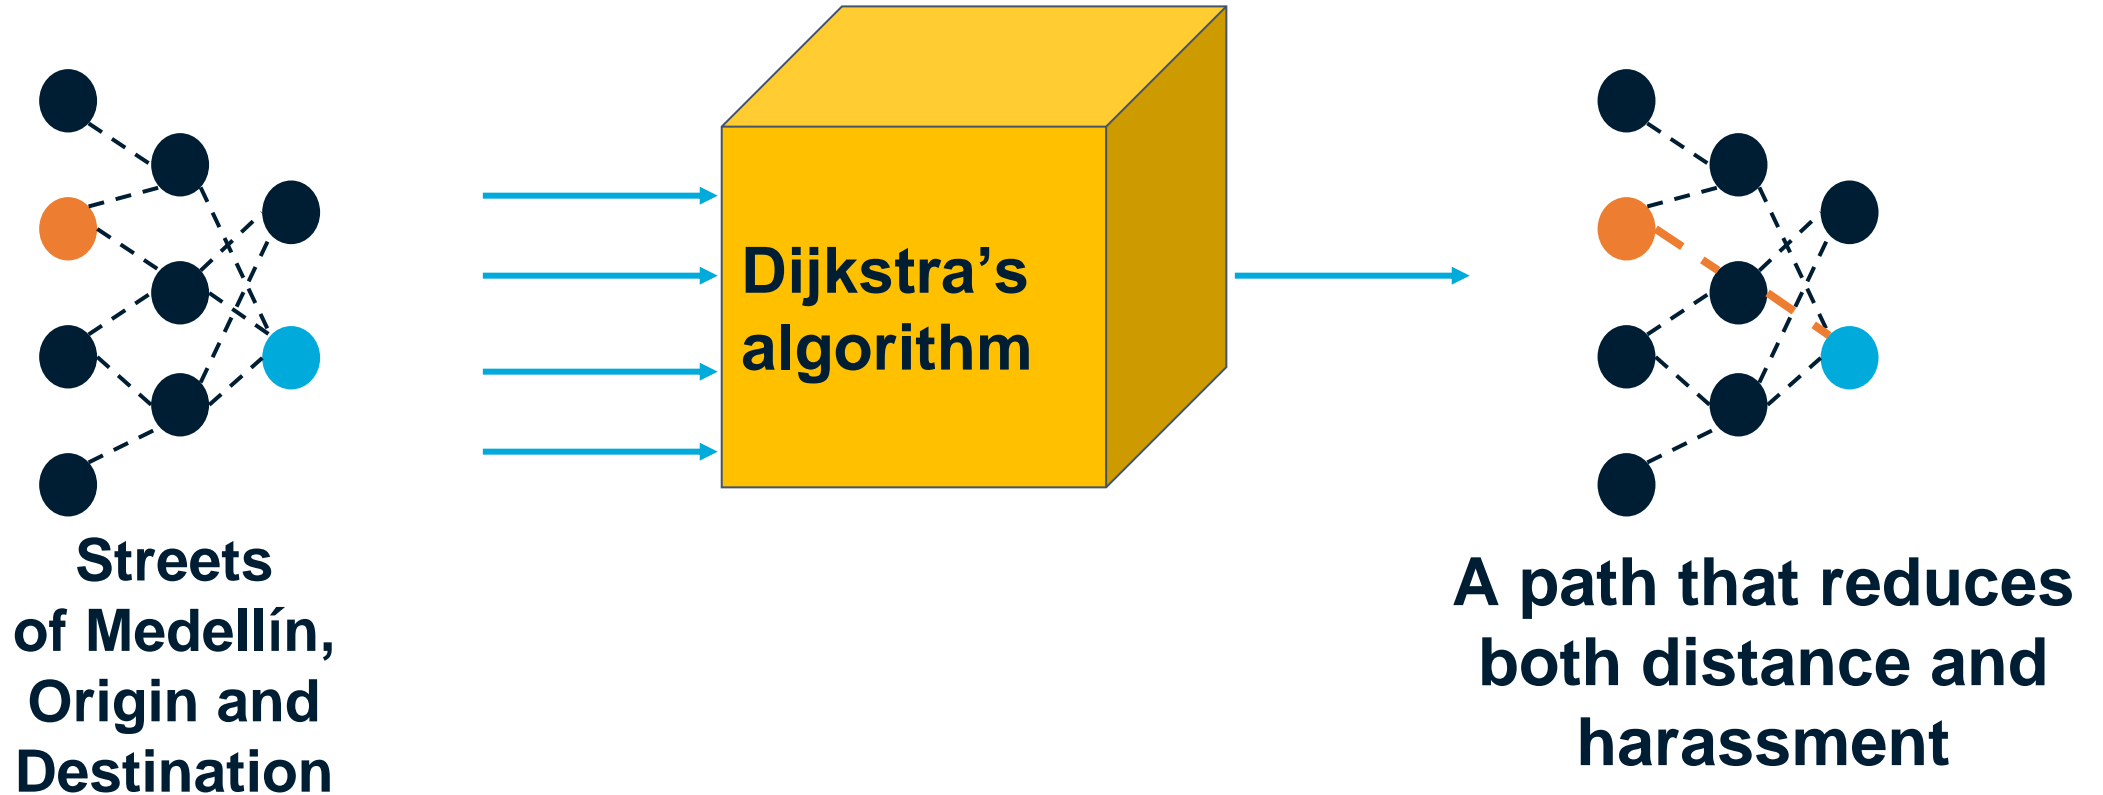 Dijkstra’s
algorithm
Streets
of Medellín,
Origin and
Destination
A path that reduces
both distance and
harassment